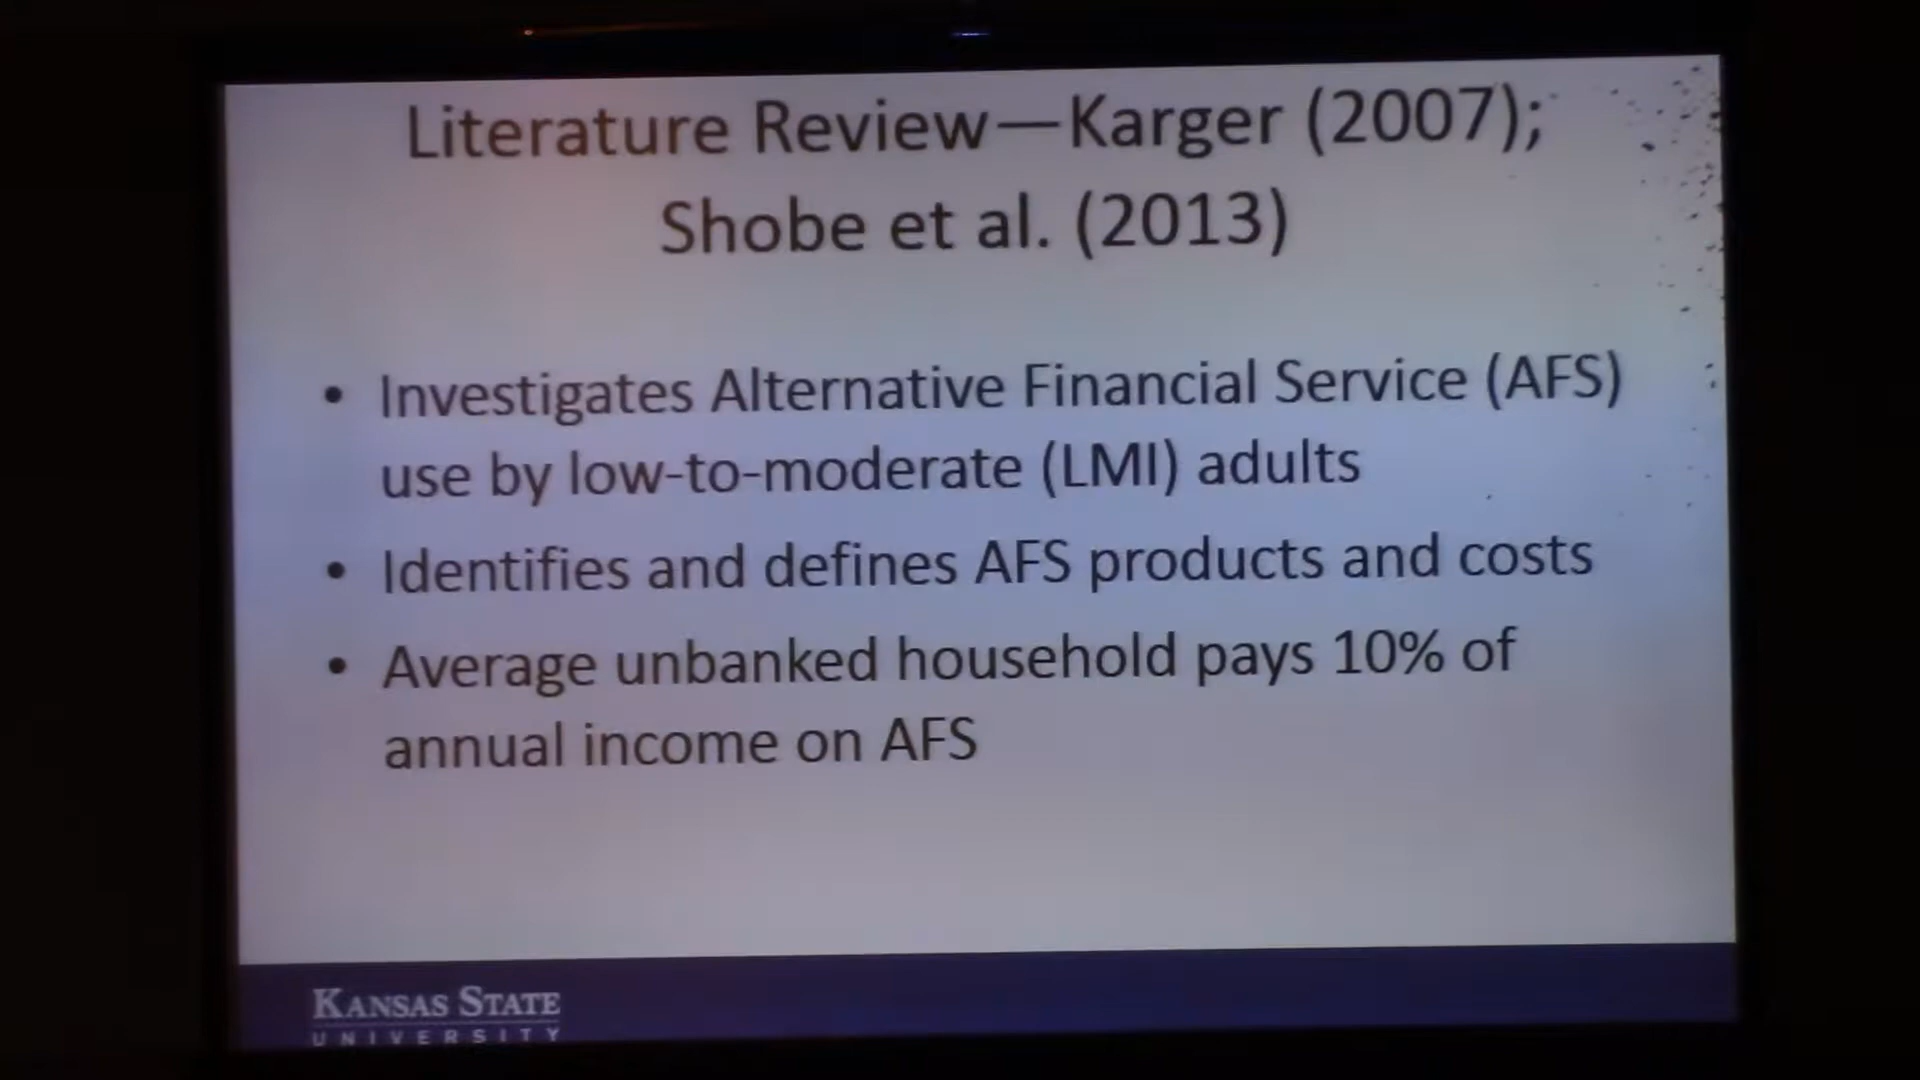 Literature Review—Karger (2007);
Shobe et al. (2013)
• Investigates Alternative Financial Service (AFS)
use by low-to-moderate (LMI) adults
• Identifies and defines AFS products and costs
• Average unbanked household pays 10% of
annual income on AFS
KANSAS STATE
UNIVERSITY